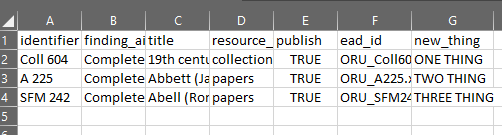 A B C D E F G
1 identifier finding_ai title resource_ publish ead_id new_thing
2 Coll 604 Complete 19th centu collection TRUE ORU_Coll60 ONE THING
3 A 225 Complete Abbett (Ja papers TRUE ORU_A225.x TWO THING
4 SFM 242 Complete Abell (Ror papers TRUE ORU_SFM24 THREE THING